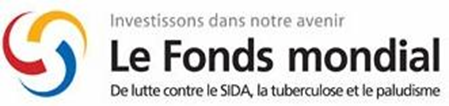 Investissons dans notre avenir
Le Fonds mondial
De lutte contre le SIDA, la tuberculose et le paludisme